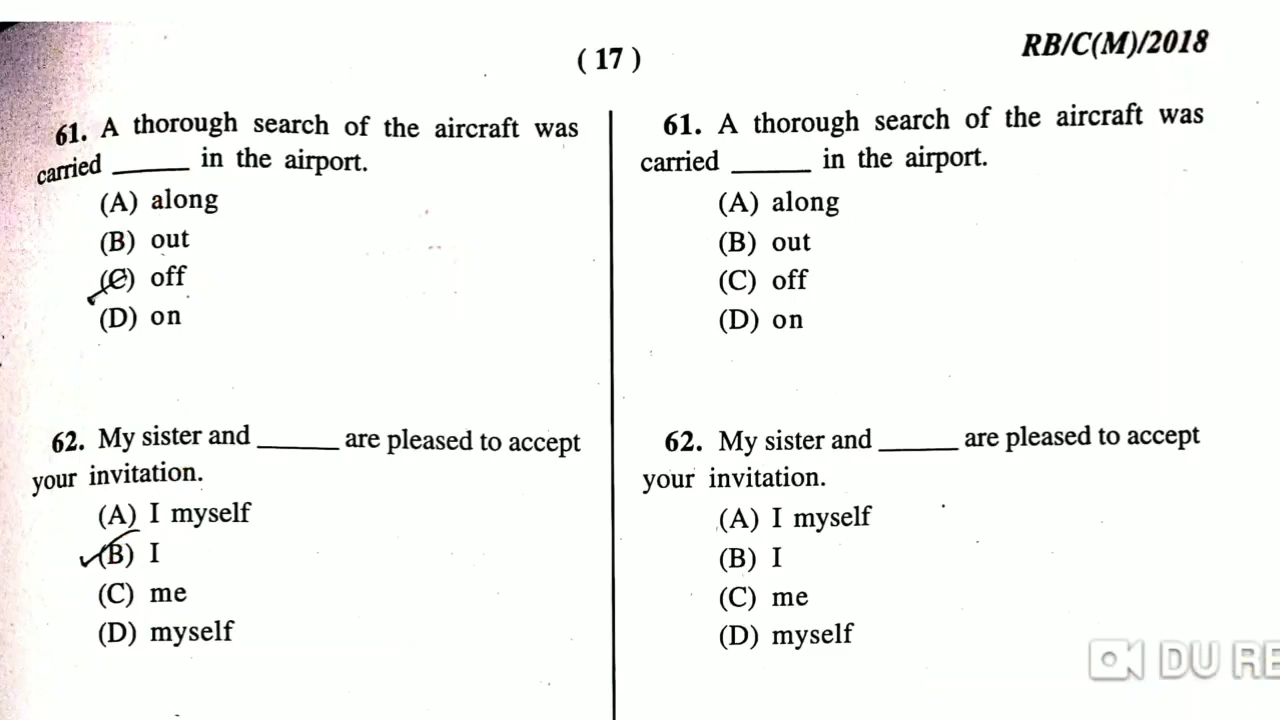 ( 17 )
RB/C(M)/2018
61. A thorough search of the aircraft was
carried ______ in the airport.
(A) along
(B) out
(C) off
(D) on
62. My sister and ______ are pleased to accept
your invitation.
(A) I myself
(B) I
(C) me
(D) myself
61. A thorough search of the aircraft was
carried ______ in the airport.
(A) along
(B) out
(C) off
(D) on
62. My sister and ______ are pleased to accept
your invitation.
(A) I myself
(B) I
(C) me
(D) myself
DU RE